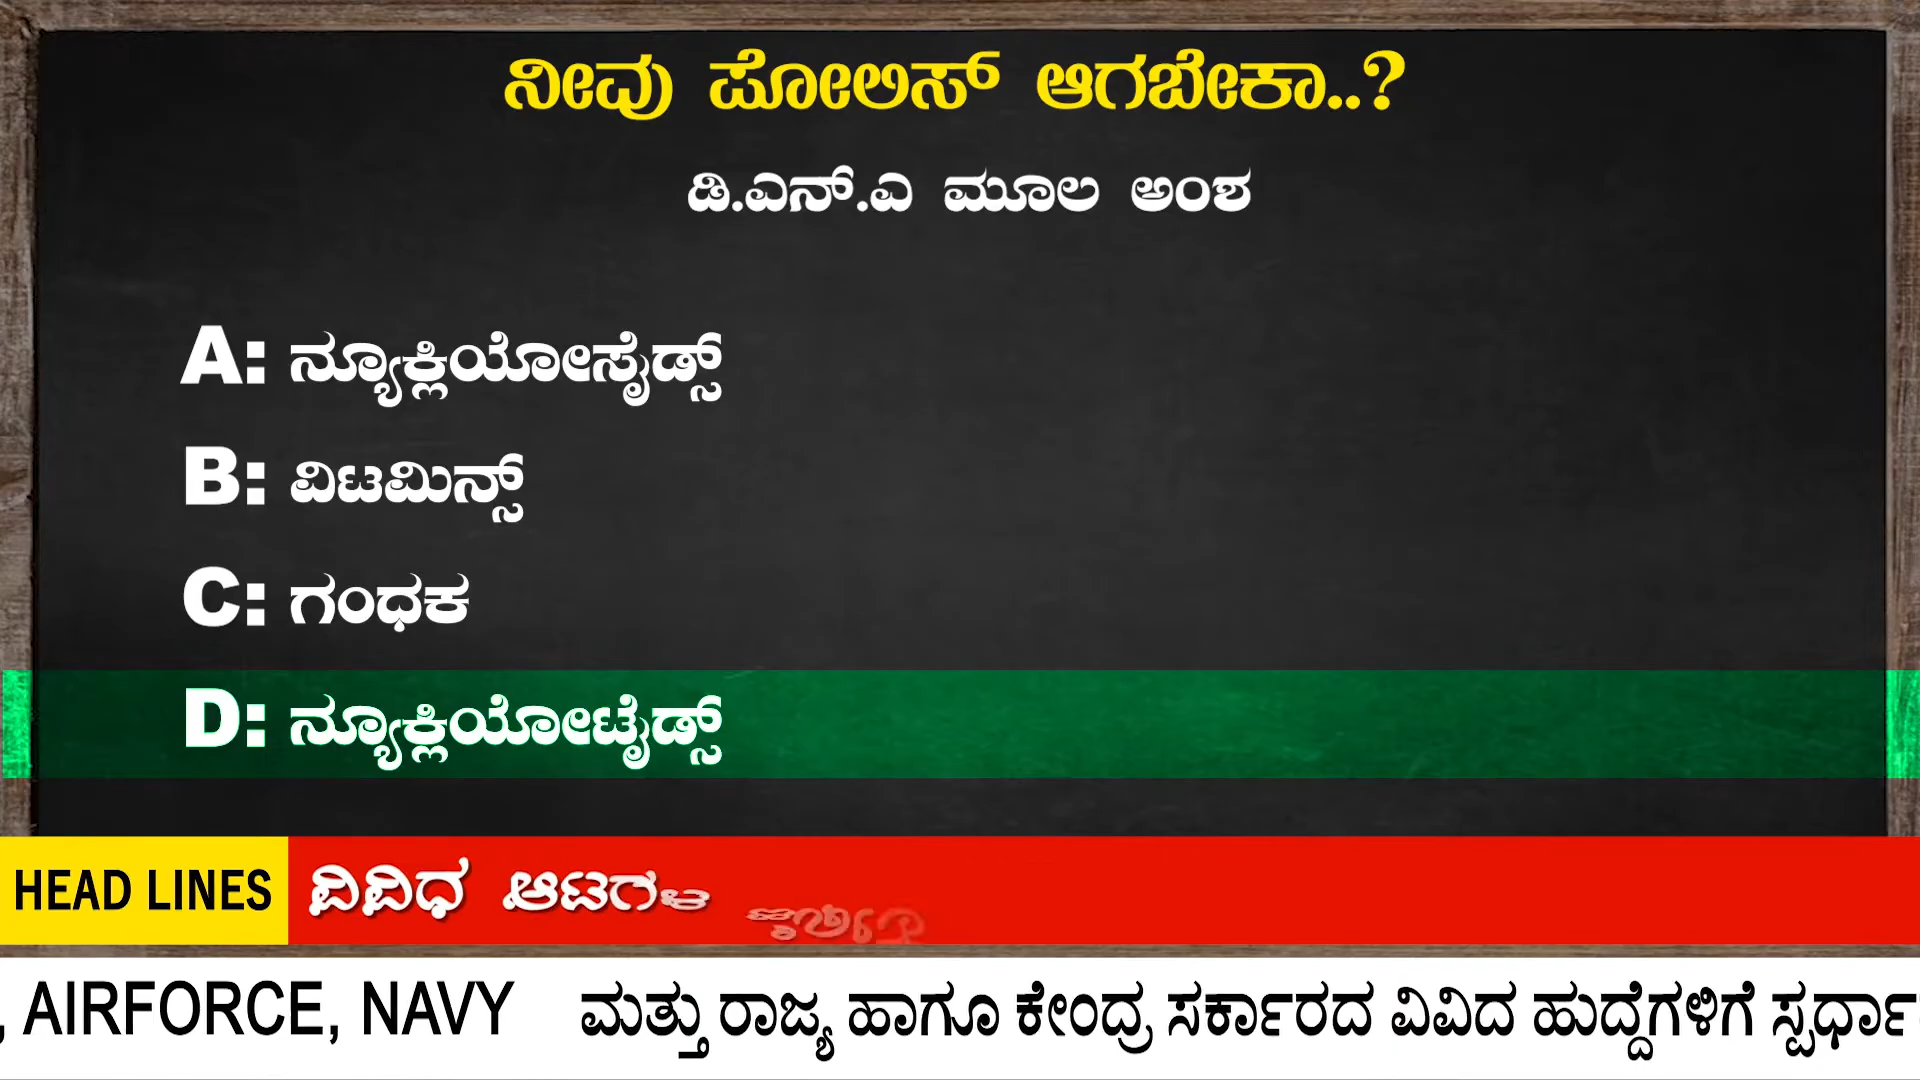 ನೀವು ಪೋಲಿಸ್ ಆಗಬೇಕಾ..?
ಡಿ.ಎನ್.ಎ ಮೂಲ ಅಂಶ
A: ನ್ಯೂಕ್ಲಿಯೋಸೈಡ್ಸ್
B: ವಿಟಮಿನ್ಸ್
C: ಗಂಧಕ
D: ನ್ಯೂಕ್ಲಿಯೋಟೈಡ್ಸ್
HEAD LINES ವಿವಿಧ
, AIRFORCE, NAVY ಮತ್ತು ರಾಜ್ಯ ಹಾಗೂ ಕೇಂದ್ರ ಸರ್ಕಾರದ ವಿವಿದ ಹುದ್ದೆಗಳಿಗೆ ಸ್ಪರ್ಧಾ